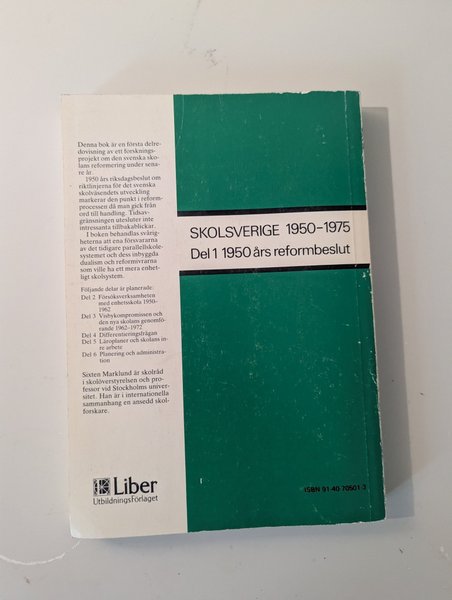 Denna bok är en första delre-
dovisning av ett forsknings-
projekt om den svenska sko-
lans reformering under sena-
re år.
1950 års riksdagsbeslut om
riktlinjerna för det svenska
skolväsendets utveckling
markerar den punkt i reform-
processen då man gick från
ord till handling. Tidsav-
gränsningen utesluter inte
intressanta tillbakablickar.
I boken behandlas svårig-
heterna att ena försvararna
av det tidigare parallellskole-
systemet och dess inbyggda
dualism och reformivrarna
som ville ha ett mera enhet-
ligt skolsystem.
Följande delar är planerade:
Del 2 Försöksverksamheten
med enhetsskola 1950-
1962
Del 3 Visbykompromissen och
den nya skolans genomfö-
rande 1962-1972
Del 4 Differentieringsfrågan
Del 5 Läroplaner och skolans in-
re arbete
Del 6 Planering och administra-
tion
Sixten Marklund är skolråd
i skolöverstyrelsen och pro-
fessor vid Stockholms univer-
sitet. Han är i internationella
sammanhang en ansedd skol-
forskare.
Liber
Utbildningsförlaget
SKOLSVERIGE 1950-1975
Del 1 1950 års reformbeslut
ISBN 91-40-70501-3